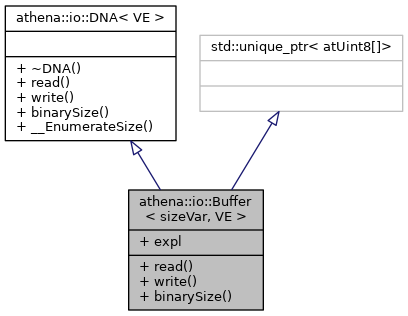 athena::io::DNA< VE >
+ ~DNA()
+ read()
+ write()
+ binarySize()
+ __EnumerateSize()
std::unique_ptr< atUint8[]>
athena::io::Buffer
< sizeVar, VE >
+ expl
+ read()
+ write()
+ binarySize()